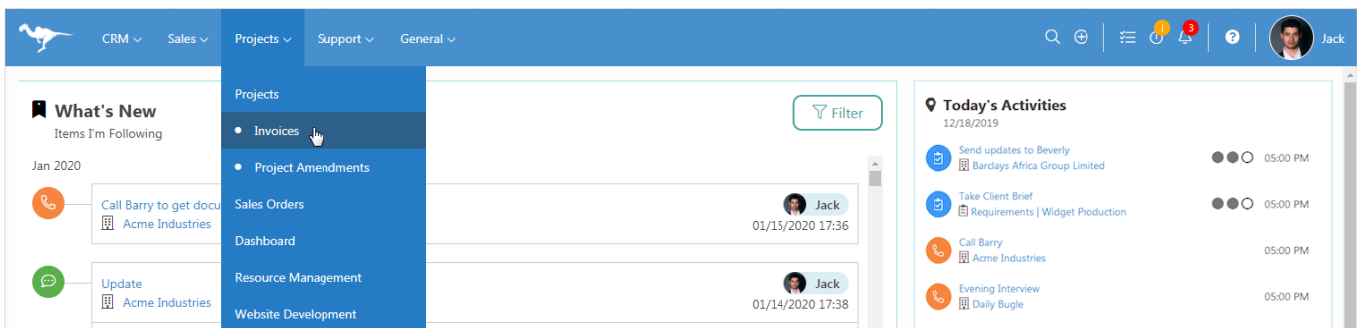 CRM Sales Projects Support General 3 ? Jack
Projects
Invoices
Project Amendments
Sales Orders
Dashboard
Resource Management
Website Development
What's New
Items I'm Following
Filter
Jan 2020
Call Barry to get docu
Acme Industries
Jack
01/15/2020 17:36
Update
Acme Industries
Jack
01/14/2020 17:38
Today's Activities
12/18/2019
Send updates to Beverly
Barclays Africa Group Linited
05:00 PM
Take Client Brief
Requirements | Widget Production
05:00 PM
Call Barry
Acme Industries
05:00 PM
Evening Interview
Daily Bugle
05:00 PM